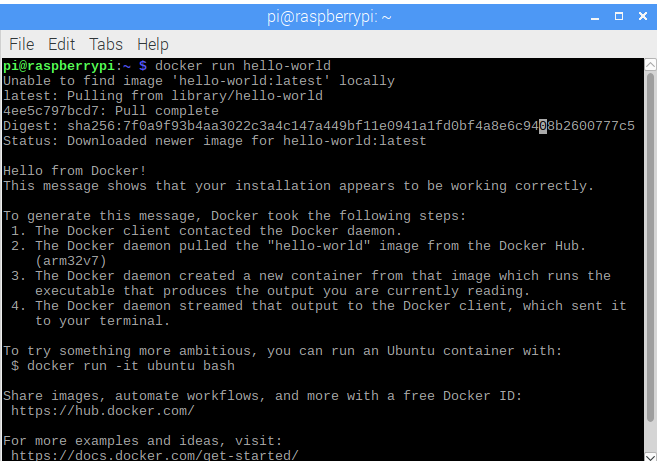 pi@raspberrypi: ~
File Edit Tabs Help
pi@raspberrypi:~ $ docker run hello-world
Unable to find image 'hello-world:latest' locally
latest: Pulling from library/hello-world
4ee5c797bcd7: Pull complete
Digest: sha256:7f0a9f93b4aa3022c3a4c147a449bf11e0941a1fd0bf4a8e6c9408b2600777c5
Status: Downloaded newer image for hello-world:latest
Hello from Docker!
This message shows that your installation appears to be working correctly.
To generate this message, Docker took the following steps:
1. The Docker client contacted the Docker daemon.
2. The Docker daemon pulled the "hello-world" image from the Docker Hub.
(arm32v7)
3. The Docker daemon created a new container from that image which runs the
executable that produces the output you are currently reading.
4. The Docker daemon streamed that output to the Docker client, which sent it
to your terminal.
To try something more ambitious, you can run an Ubuntu container with:
$ docker run -it ubuntu bash
Share images, automate workflows, and more with a free Docker ID:
https://hub.docker.com/
For more examples and ideas, visit:
https://docs.docker.com/get-started/